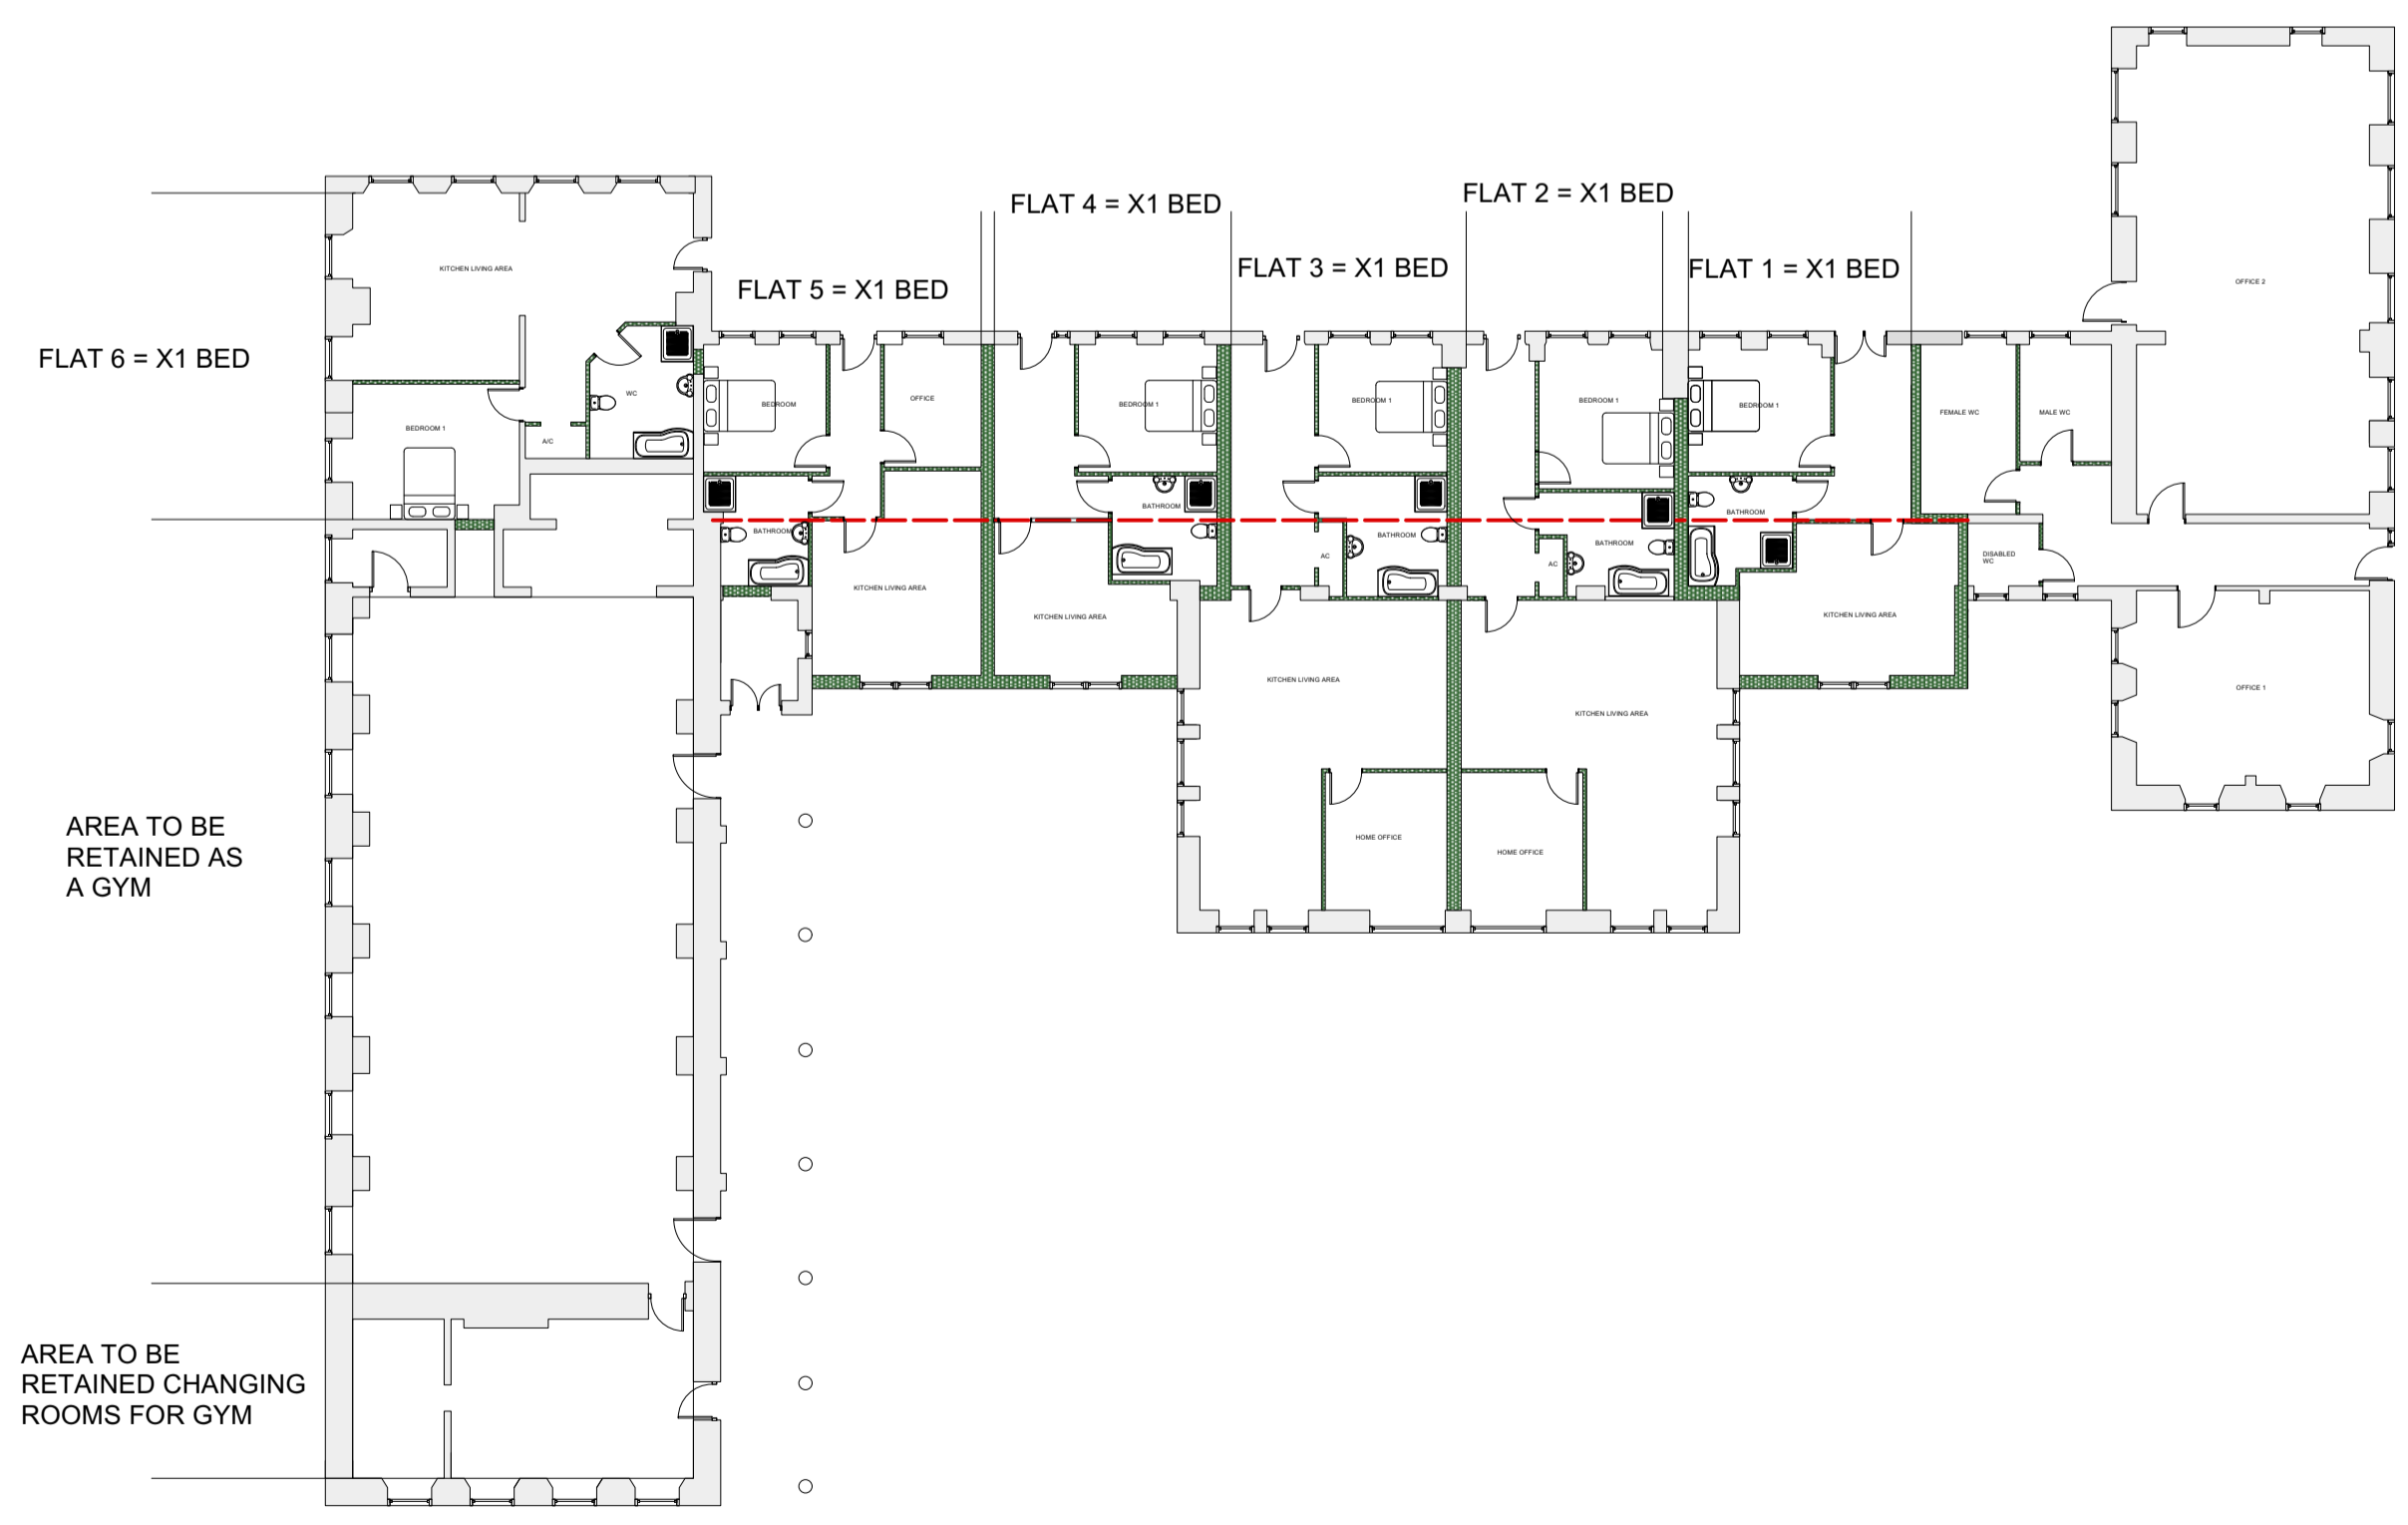 FLAT 4 = X1 BED
FLAT 2 = X1 BED
FLAT 3 = X1 BED
FLAT 1 = X1 BED
FLAT 5 = X1 BED
FLAT 6 = X1 BED
KITCHEN LIVING AREA
WC
BEDROOM 1
A/C
BEDROOM
OFFICE
BATHROOM
KITCHEN LIVING AREA
BEDROOM 1
BATHROOM
KITCHEN LIVING AREA
BEDROOM 1
AC
BATHROOM
KITCHEN LIVING AREA
HOME OFFICE
BEDROOM 1
AC
BATHROOM
KITCHEN LIVING AREA
HOME OFFICE
BEDROOM 1
BATHROOM
KITCHEN LIVING AREA
FEMALE WC
MALE WC
DISABLED
WC
OFFICE 2
OFFICE 1
AREA TO BE
RETAINED AS
A GYM
AREA TO BE
RETAINED CHANGING
ROOMS FOR GYM